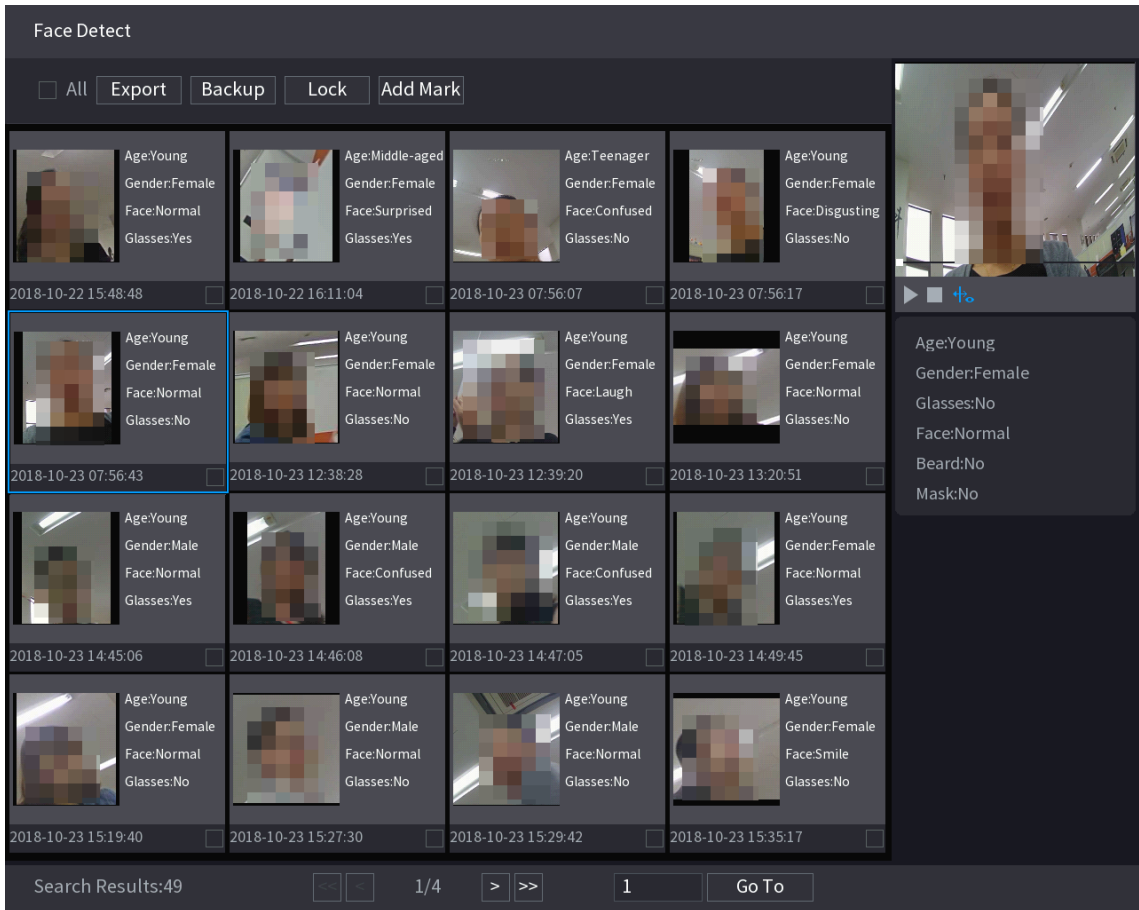 Face Detect
All Export Backup Lock Add Mark
Age:Young
Gender:Female
Face:Normal
Glasses:Yes
2018-10-22 15:48:48
Age:Middle-aged
Gender:Female
Face:Surprised
Glasses:Yes
2018-10-22 16:11:04
Age:Teenager
Gender:Female
Face:Confused
Glasses:No
2018-10-23 07:56:07
Age:Young
Gender:Female
Face:Disgusting
Glasses:No
2018-10-23 07:56:17
Age:Young
Gender:Female
Face:Normal
Glasses:No
2018-10-23 07:56:43
Age:Young
Gender:Female
Face:Normal
Glasses:No
2018-10-23 12:38:28
Age:Young
Gender:Female
Face:Laugh
Glasses:Yes
2018-10-23 12:39:20
Age:Young
Gender:Female
Face:Normal
Glasses:No
2018-10-23 13:20:51
Age:Young
Gender:Male
Face:Normal
Glasses:Yes
2018-10-23 14:45:06
Age:Young
Gender:Male
Face:Confused
Glasses:Yes
2018-10-23 14:46:08
Age:Young
Gender:Male
Face:Confused
Glasses:Yes
2018-10-23 14:47:05
Age:Young
Gender:Female
Face:Normal
Glasses:Yes
2018-10-23 14:49:45
Age:Young
Gender:Female
Face:Normal
Glasses:No
2018-10-23 15:19:40
Age:Young
Gender:Male
Face:Normal
Glasses:No
2018-10-23 15:27:30
Age:Young
Gender:Male
Face:Normal
Glasses:No
2018-10-23 15:29:42
Age:Young
Gender:Female
Face:Smile
Glasses:No
2018-10-23 15:35:17
Age:Young
Gender:Female
Glasses:No
Face:Normal
Beard:No
Mask:No
Search Results:49 << < 1/4 > >> 1 Go To